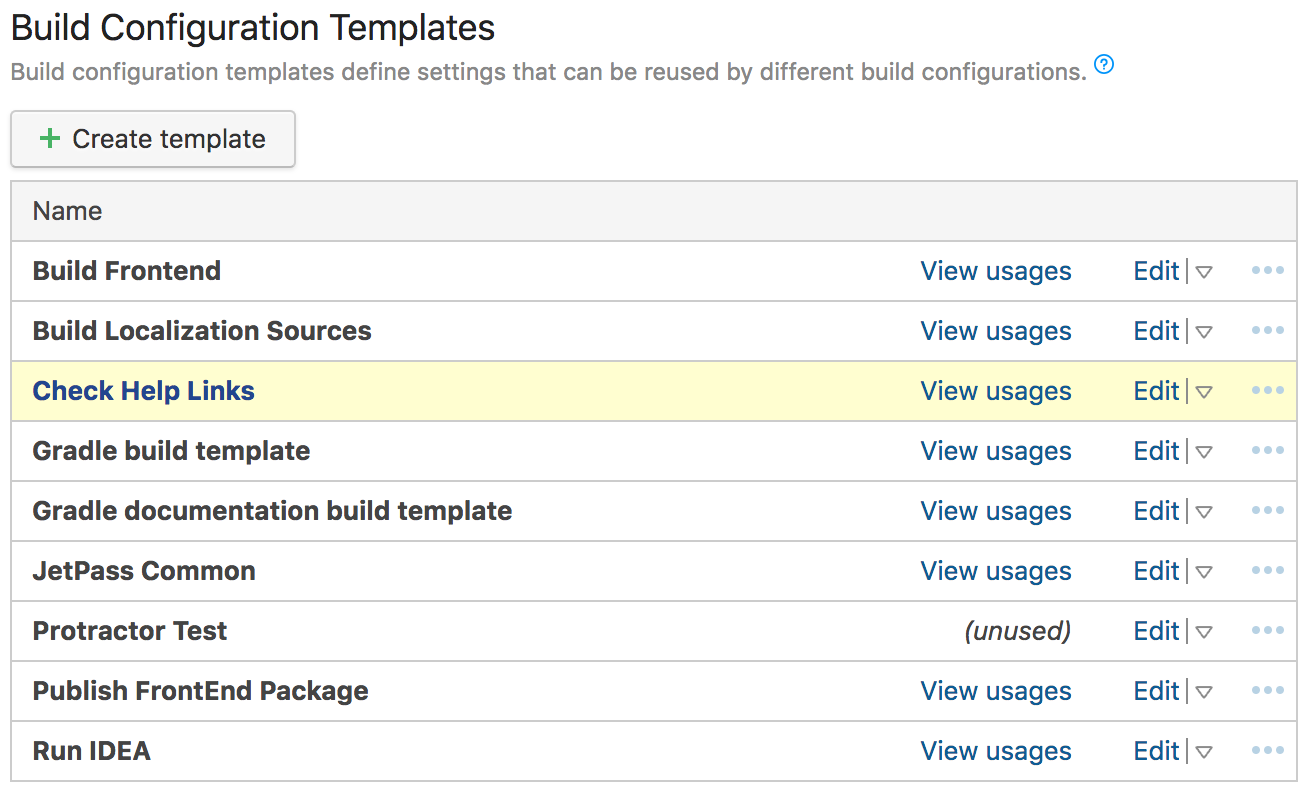 Build Configuration Templates
Build configuration templates define settings that can be reused by different build configurations. ?
+ Create template
Name
Build Frontend View usages Edit
Build Localization Sources View usages Edit
Check Help Links View usages Edit
Gradle build template View usages Edit
Gradle documentation build template View usages Edit
JetPass Common View usages Edit
Protractor Test (unused) Edit
Publish FrontEnd Package View usages Edit
Run IDEA View usages Edit